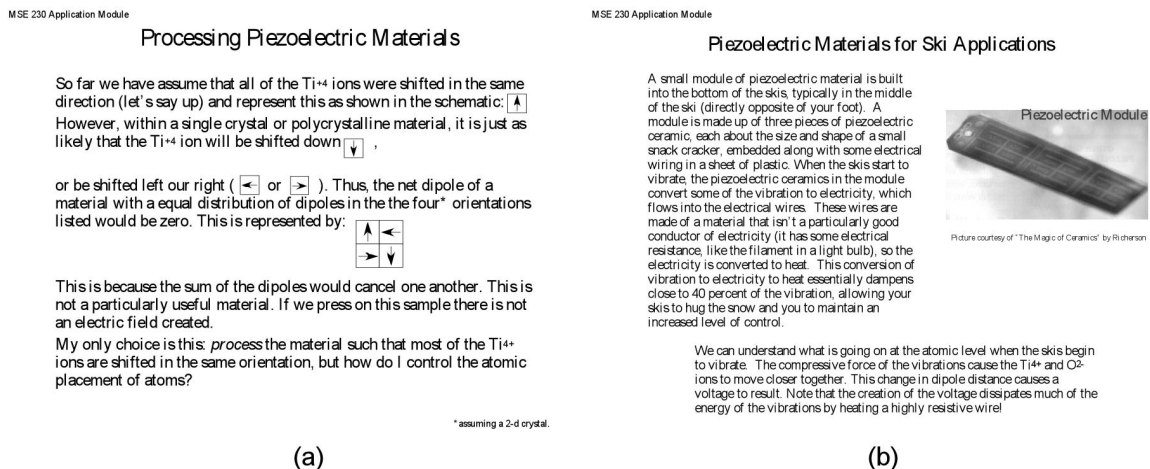 MSE 230 Application Module
Processing Piezoelectric Materials
So far we have assume that all of the Ti+4 ions were shifted in the same
direction (let's say up) and represent this as shown in the schematic:
However, within a single crystal or polycrystalline material, it is just as
likely that the Ti+4 ion will be shifted down ,
or be shifted left our right ( or ). Thus, the net dipole of a
material with a equal distribution of dipoles in the the four* orientations
listed would be zero. This is represented by:
This is because the sum of the dipoles would cancel one another. This is
not a particularly useful material. If we press on this sample there is not
an electric field created.
My only choice is this: process the material such that most of the Ti4+
ions are shifted in the same orientation, but how do I control the atomic
placement of atoms?
*assuming a 2-d crystal.
(a)
MSE 230 Application Module
Piezoelectric Materials for Ski Applications
A small module of piezoelectric material is built
into the bottom of the skis, typically in the middle
of the ski (directly opposite of your foot). A
module is made up of three pieces of piezoelectric
ceramic, each about the size and shape of a small
snack cracker, embedded along with some electrical
wiring in a sheet of plastic. When the skis start to
vibrate, the piezoelectric ceramics in the module
convert some of the vibration to electricity, which
flows into the electrical wires. These wires are
made of a material that isn't a particularly good
conductor of electricity (it has some electrical
resistance, like the filament in a light bulb), so the
electricity is converted to heat. This conversion of
vibration to electricity to heat essentially dampens
close to 40 percent of the vibration, allowing your
skis to hug the snow and you to maintain an
increased level of control.
Piezoelectric Module
Picture courtesy of "The Magic of Ceramics" by Richerson
We can understand what is going on at the atomic level when the skis begin
to vibrate. The compressive force of the vibrations cause the Ti4+ and O2-
ions to move closer together. This change in dipole distance causes a
voltage to result. Note that the creation of the voltage dissipates much of the
energy of the vibrations by heating a highly resistive wire!
(b)